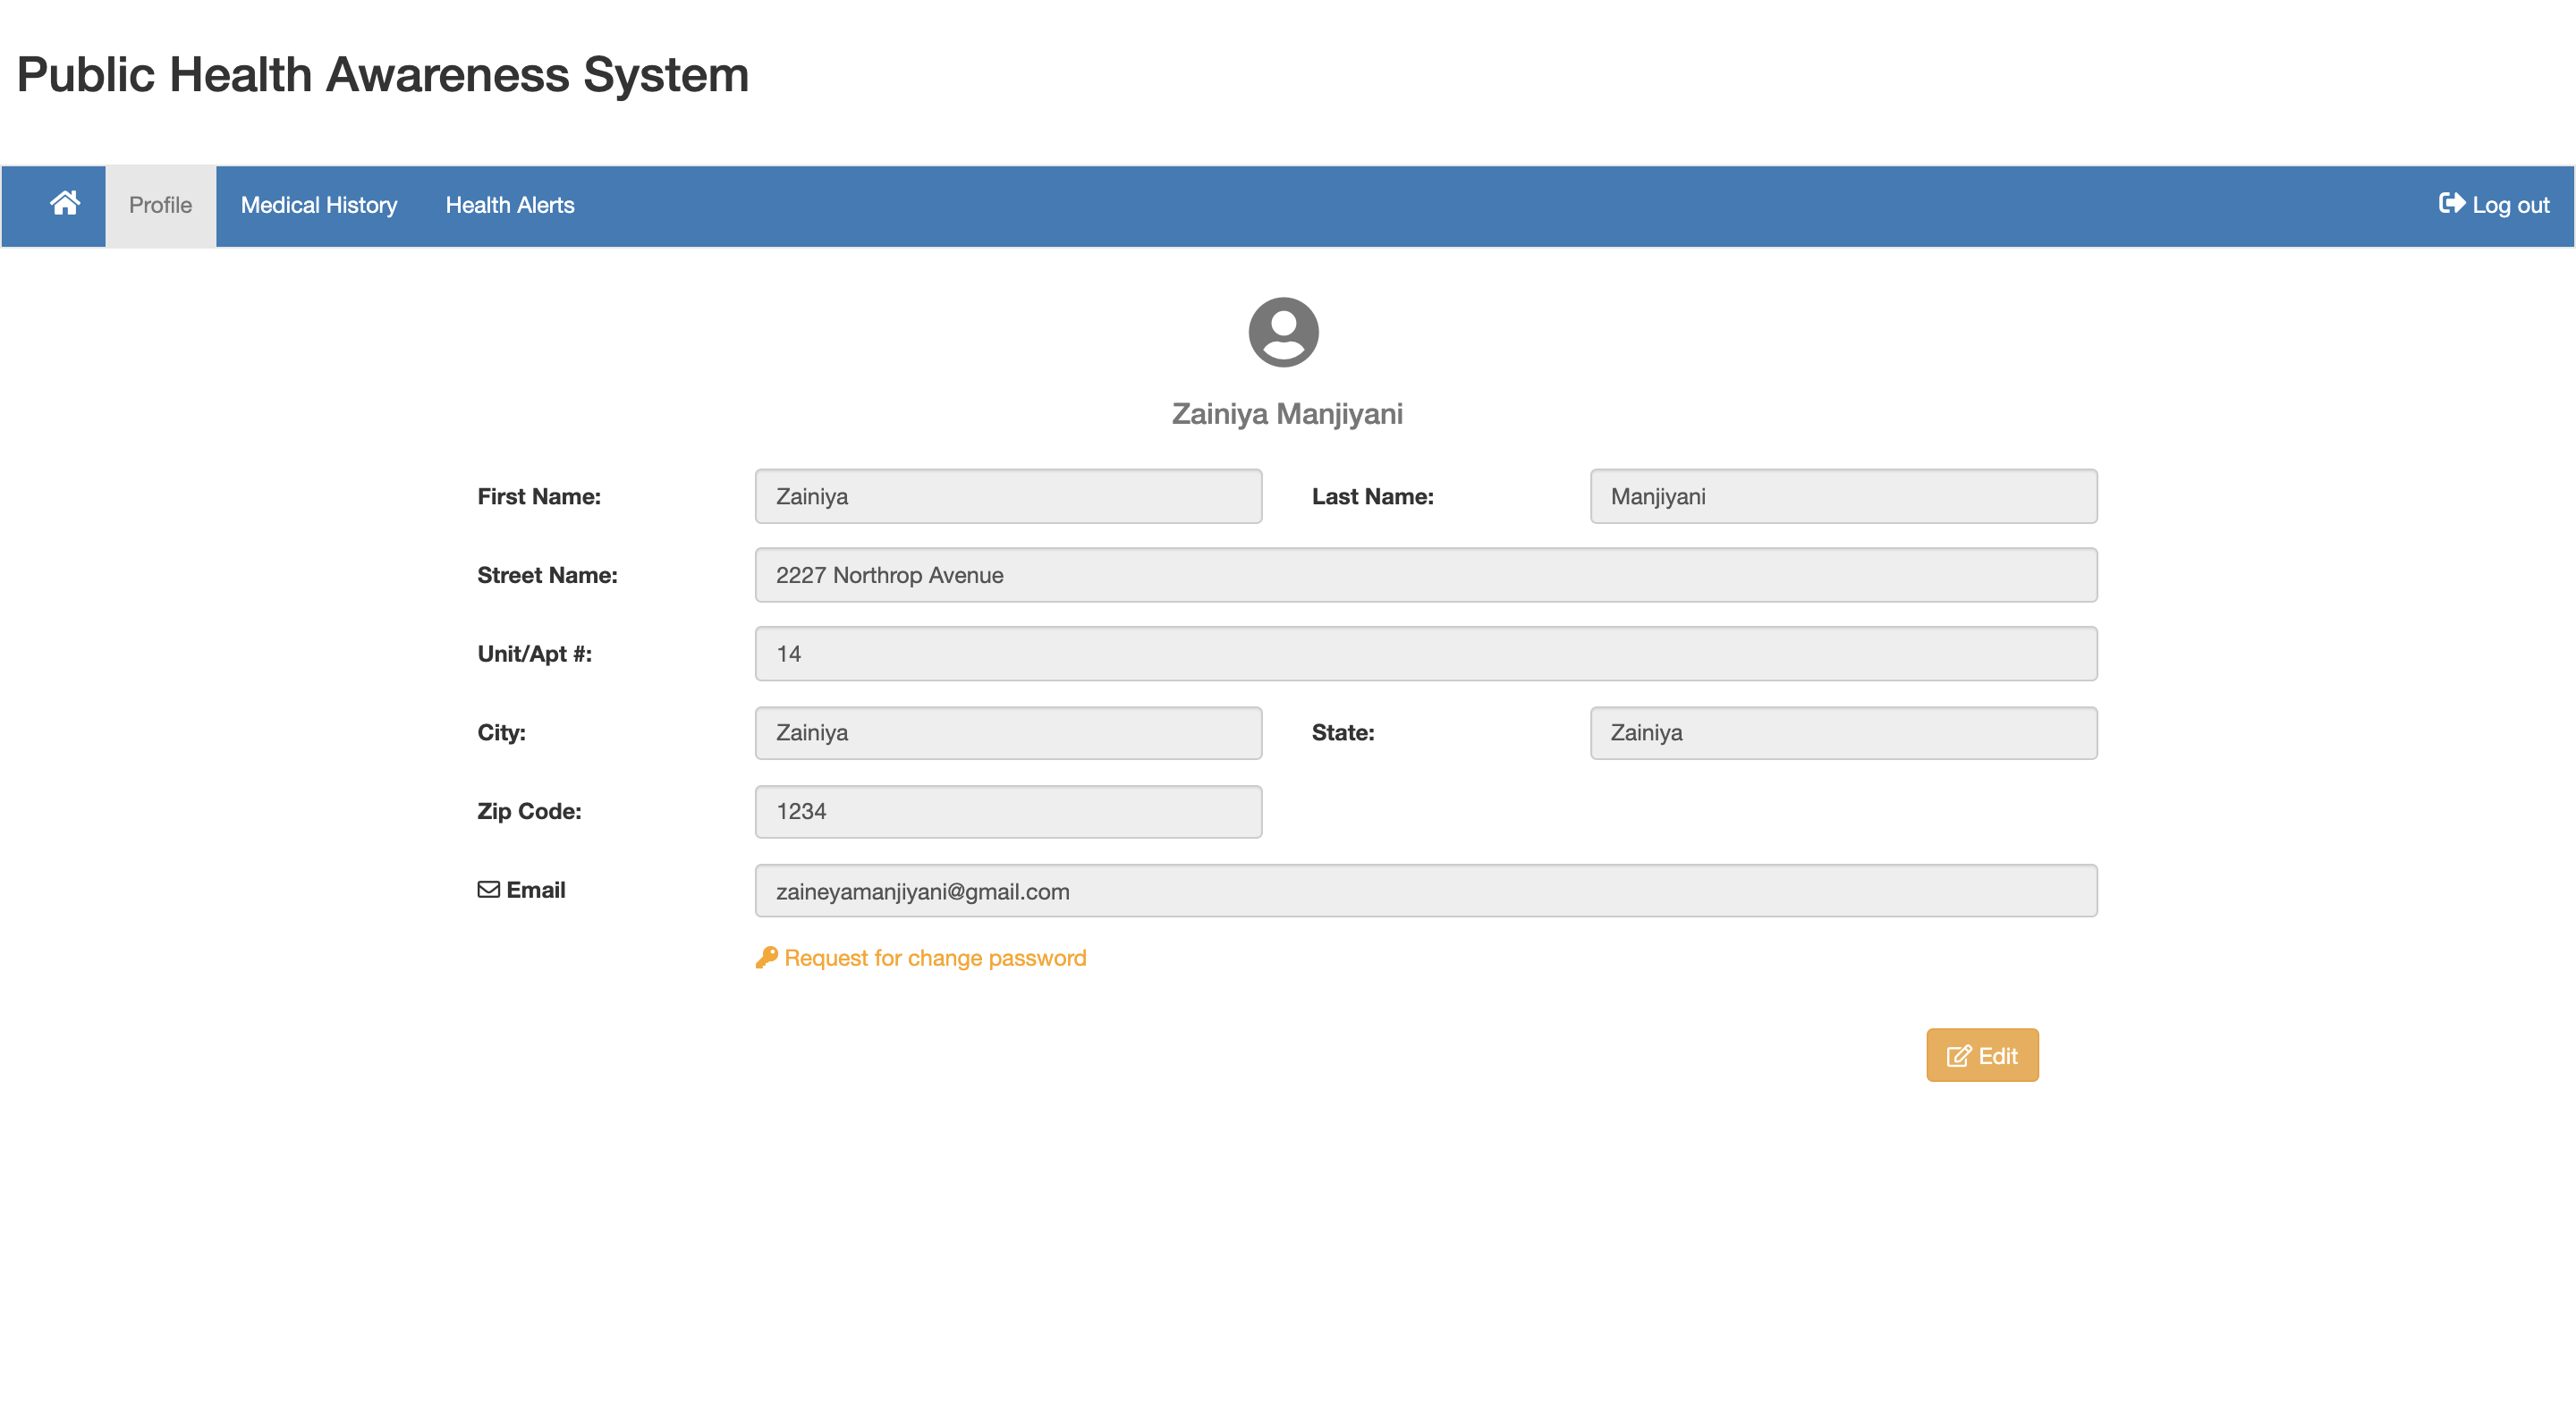 Public Health Awareness System
Profile Medical History Health Alerts Log out
Zainiya Manjiyani
First Name: Zainiya Last Name: Manjiyani
Street Name: 2227 Northrop Avenue
Unit/Apt #: 14
City: Zainiya State: Zainiya
Zip Code: 1234
Email zaineyamanjiyani@gmail.com
Request for change password
Edit